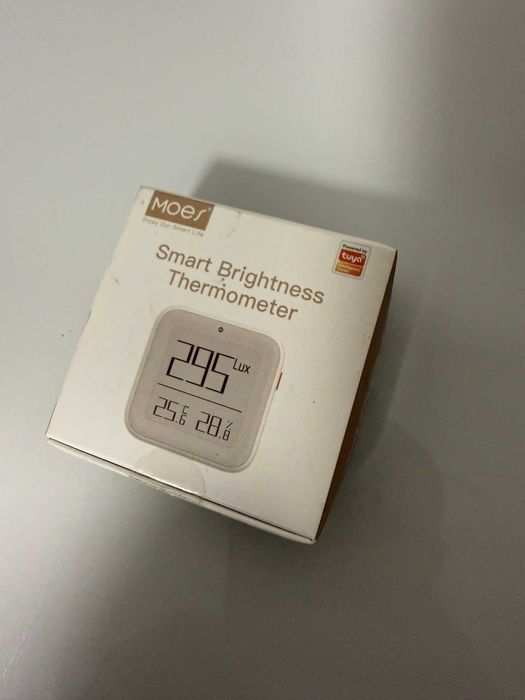 MOES
Enjoy Our Smart Life
Powered by
tuya
Smart Brightness
Thermometer
295 Lux
25.6 °C 28.8 %